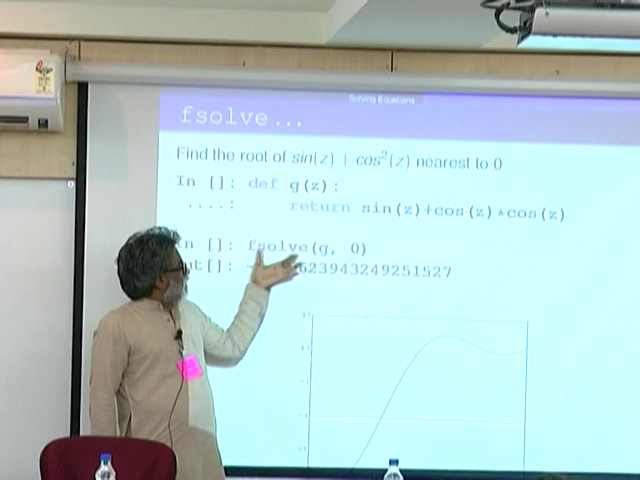 Solving Equations
fsolve...
Find the root of sin(z) + cos²(z) nearest to 0
In []: def g(z):
....: return sin(z)+cos(z)*cos(z)
In []: fsolve(g, 0)
623943249251527